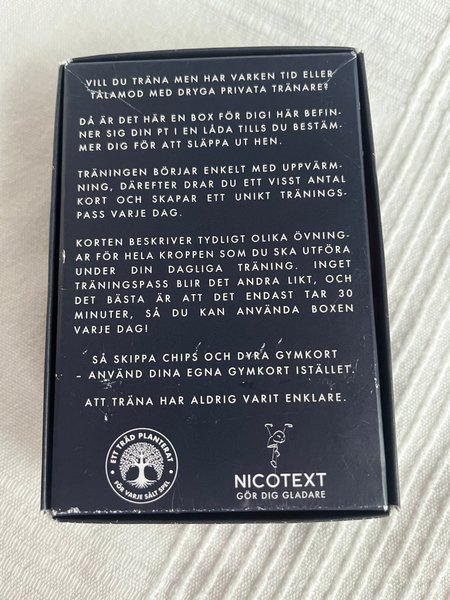 VILL DU TRÄNA MEN HAR VARKEN TID ELLER
TÅLAMOD MED DRYGA PRIVATA TRÄNARE?
DÅ ÄR DET HÄR EN BOX FÖR DIG! HÄR BEFIN-
NER SIG DIN PT I EN LÅDA TILLS DU BESTÄM-
MER DIG FÖR ATT SLÄPPA UT HEN.
TRÄNINGEN BÖRJAR ENKELT MED UPPVÄRM-
NING, DÄREFTER DRAR DU ETT VISST ANTAL
KORT OCH SKAPAR ETT UNIKT TRÄNINGS-
PASS VARJE DAG.
KORTEN BESKRIVER TYDLIGT OLIKA ÖVNING-
AR FÖR HELA KROPPEN SOM DU SKA UTFÖRA
UNDER DIN DAGLIGA TRÄNING. INGET
TRÄNINGSPASS BLIR DET ANDRA LIKT, OCH
DET BÄSTA ÄR ATT DET ENDAST TAR 30
MINUTER, SÅ DU KAN ANVÄNDA BOXEN
VARJE DAG!
SÅ SKIPPA CHIPS OCH DYRA GYMKORT
– ANVÄND DINA EGNA GYMKORT ISTÄLLET.
ATT TRÄNA HAR ALDRIG VARIT ENKLARE.
ETT TRÄD PLANTERAT
FÖR VARJE SÅLT SPEL
NICOTEXT
GÖR DIG GLADARE